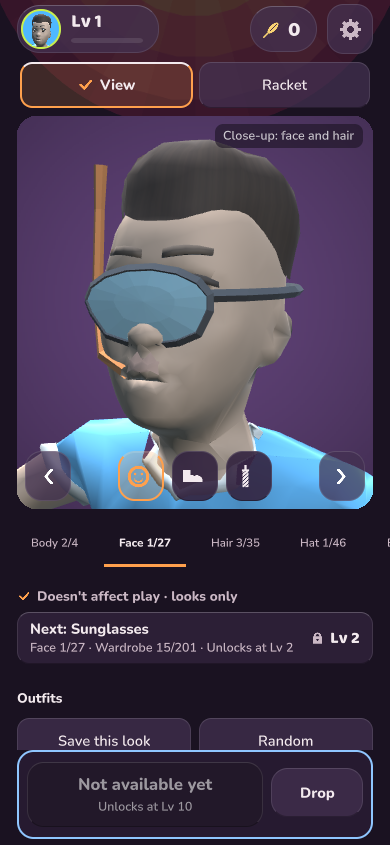 Lv 1
0
View
Racket
Close-up: face and hair
Body 2/4
Face 1/27
Hair 3/35
Hat 1/46
Doesn't affect play · looks only
Next: Sunglasses
Face 1/27 · Wardrobe 15/201 · Unlocks at Lv 2
Lv 2
Outfits
Save this look
Random
Not available yet
Unlocks at Lv 10
Drop